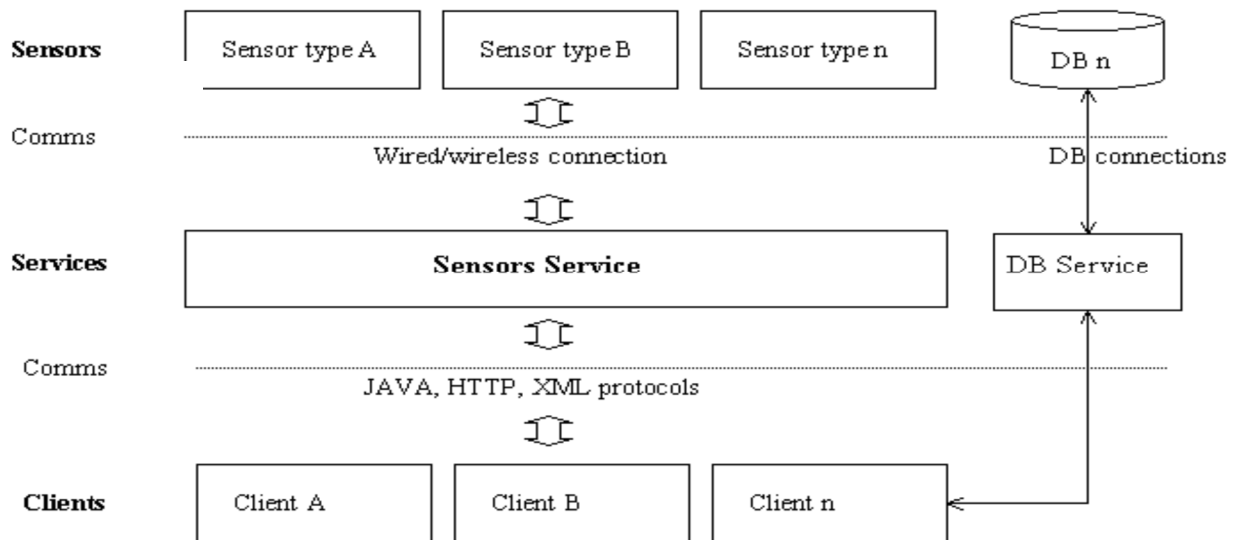 Sensors Sensor type A Sensor type B Sensor type n DB n
Comms
Wired/wireless connection DB connections
Services Sensors Service DB Service
Comms
JAVA, HTTP, XML protocols
Clients Client A Client B Client n